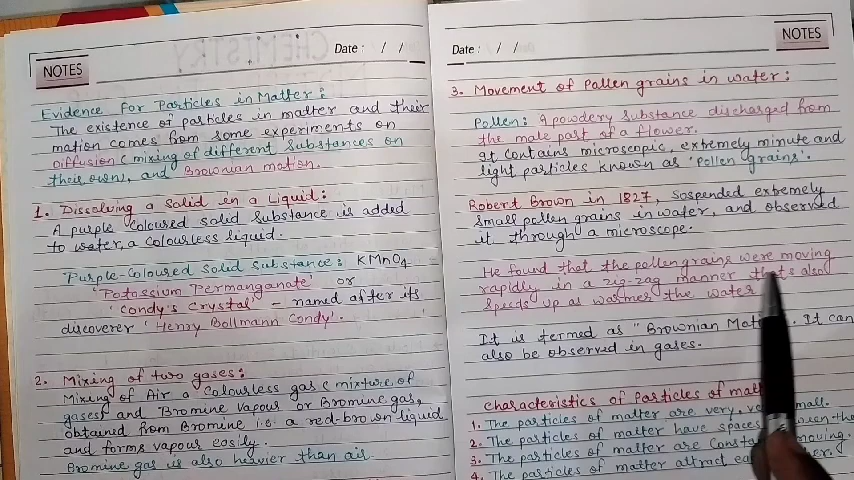 NOTES
Date : / /
Evidence for Particles in Matter :
The existence of particles in matter and their
motion comes from some experiments on
Diffusion ( mixing of different Substances on
their own), and Brownian motion.
1. Dissolving a Solid in a Liquid :
A purple coloured solid Substance is added
to water, a colourless liquid.
Purple-Coloured solid Substance : KMnO4
'Potassium Permanganate' or
'Condy's Crystal' - named after its
discoverer 'Henry Bollmann Condy'.
2. Mixing of two gases :
Mixing of Air a Colourless gas ( mixture of
gases) and Bromine Vapour or Bromine gas,
obtained from Bromine i.e. a red-brown liquid
and forms vapour easily.
Bromine gas is also heavier than air
NOTES
Date : / /
3. Movement of Pollen grains in water :
Pollen : A powdery substance discharged from
the male part of a flower.
It contains microscopic, extremely minute and
light particles known as 'Pollen grains'.
Robert Brown in 1827, suspended extremely
Small pollen grains in water, and observed
it through a microscope.
He found that the pollen grains were moving
rapidly in a zig-zag manner that's also
Speeds up as warmer the water
It is termed as "Brownian . It can
also be observed in gases.
Characteristics of Particles of
1. The particles of matter are very,
2. The particles of matter have the
3. The particles of matter are moving.
4. The particles of matter attract